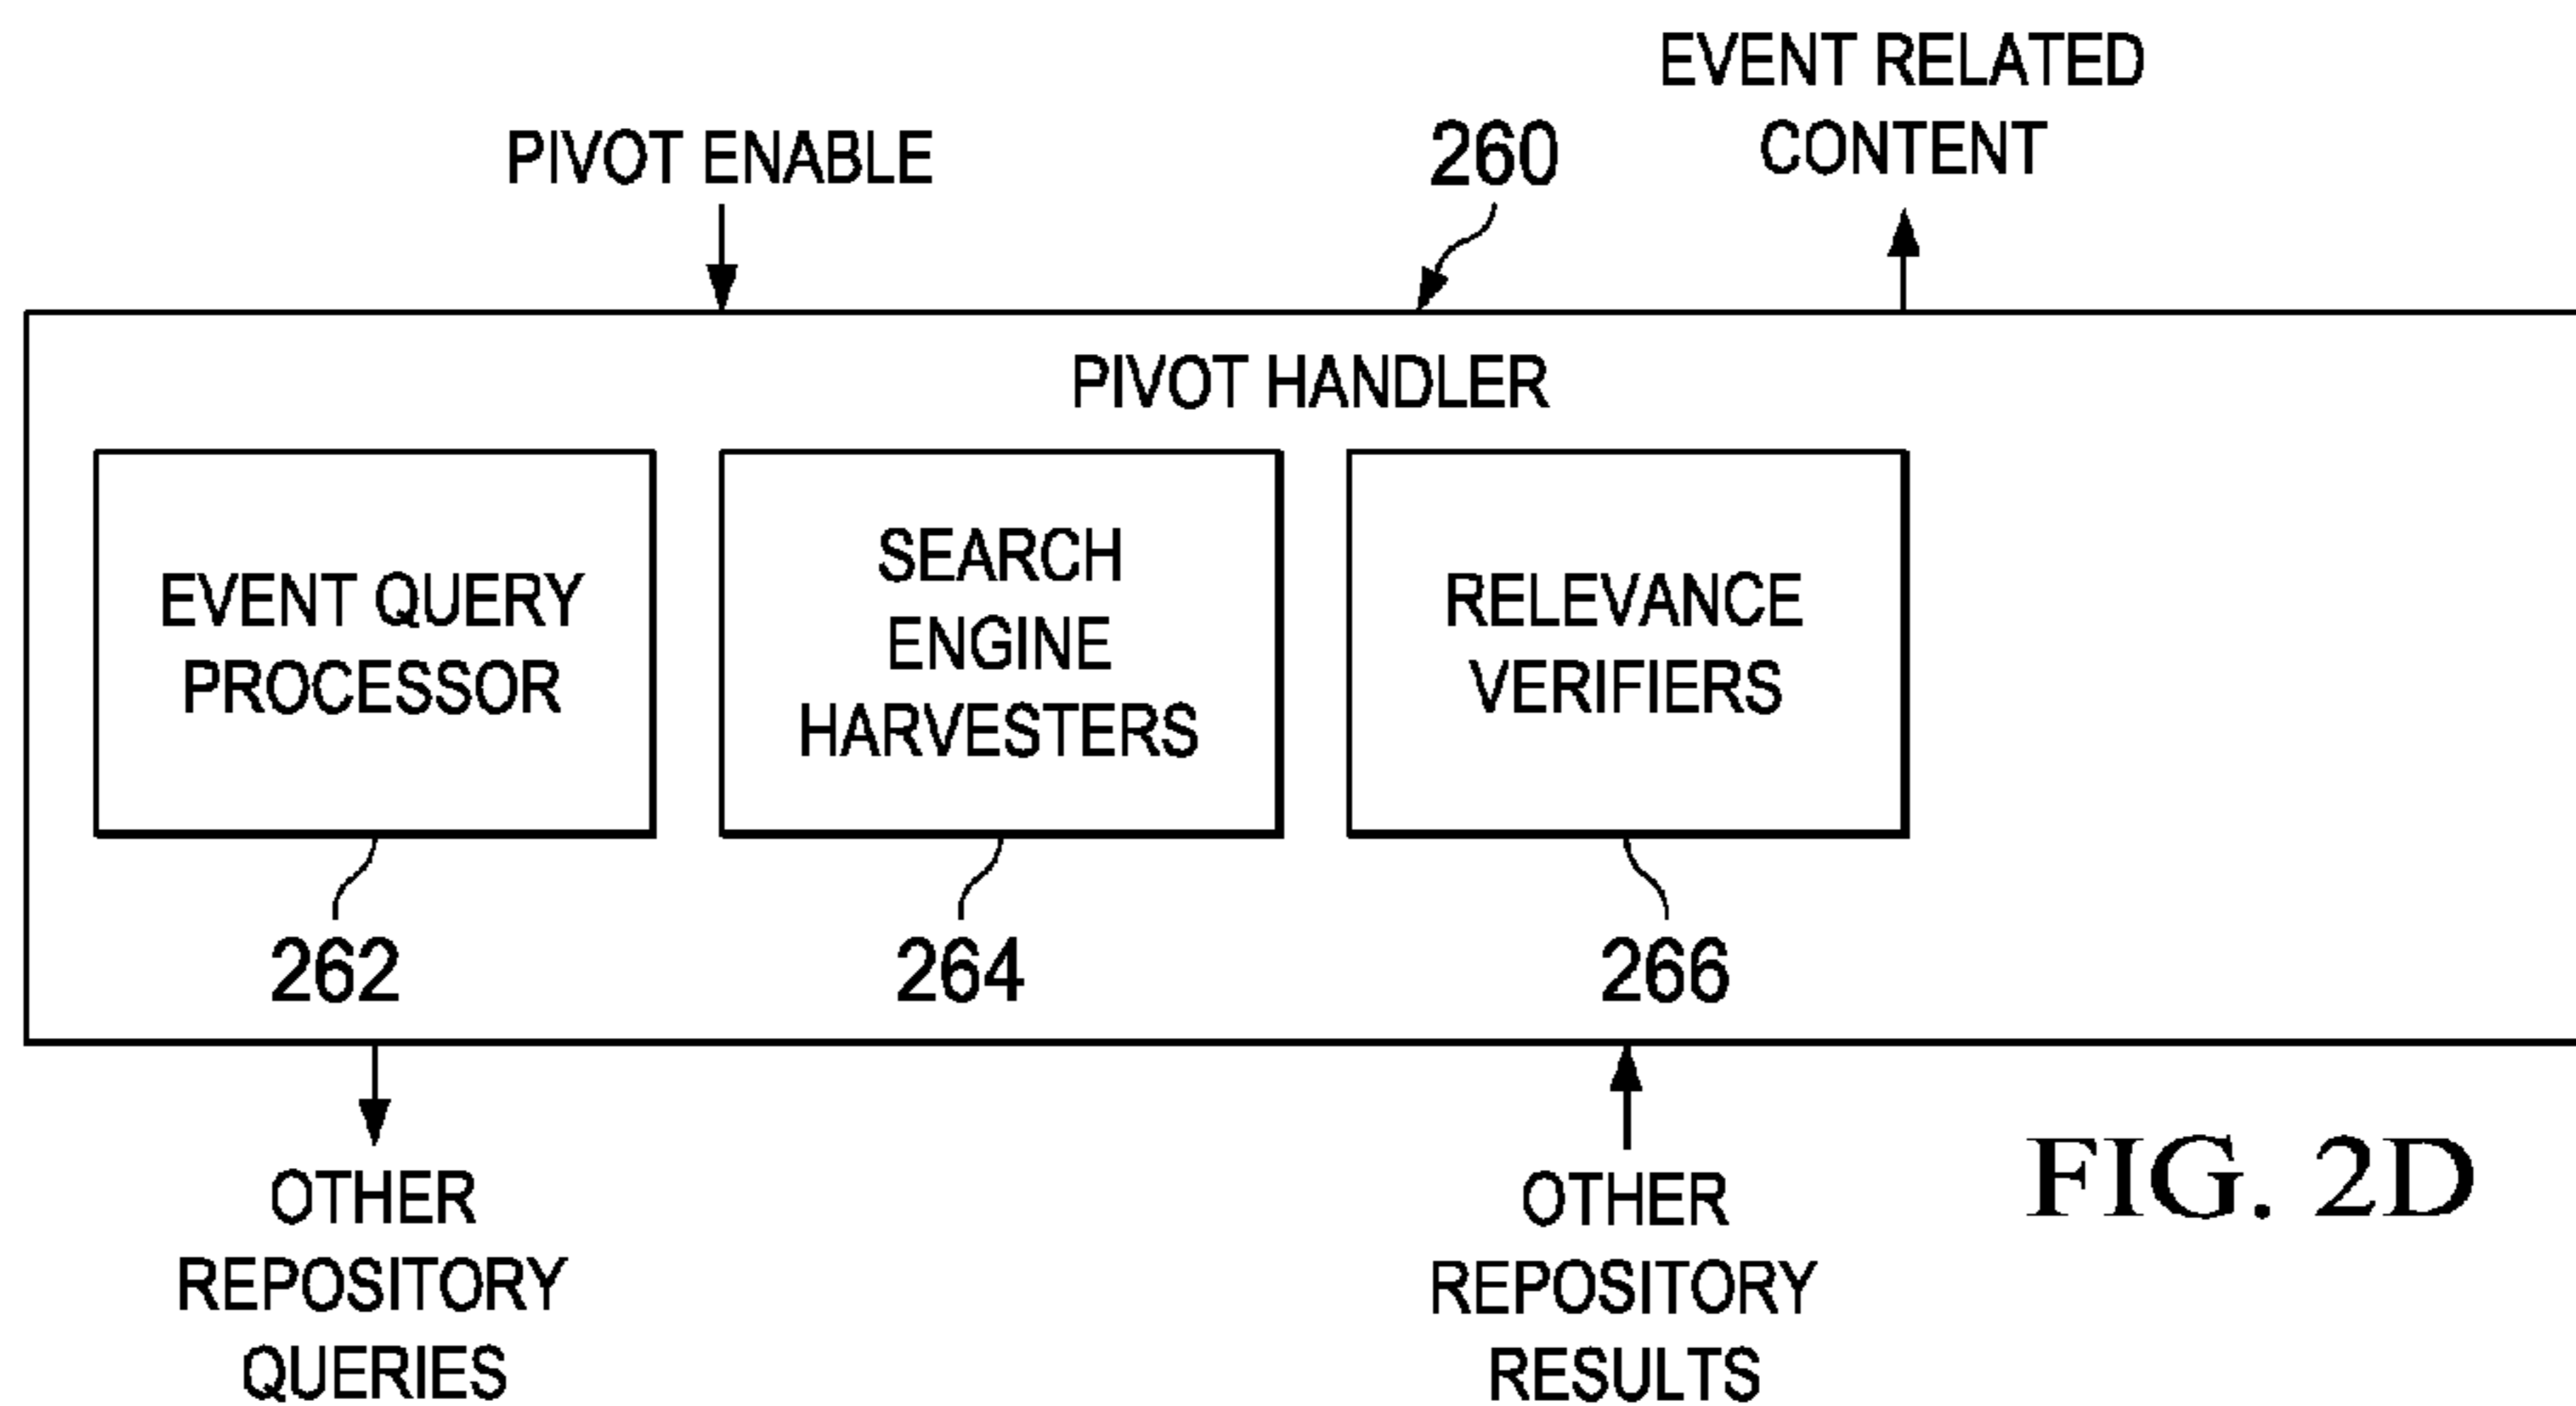 EVENT RELATED
CONTENT
PIVOT ENABLE
260
PIVOT HANDLER
EVENT QUERY
PROCESSOR
SEARCH
ENGINE
HARVESTERS
RELEVANCE
VERIFIERS
262
264
266
OTHER
REPOSITORY
QUERIES
OTHER
REPOSITORY
RESULTS
FIG. 2D